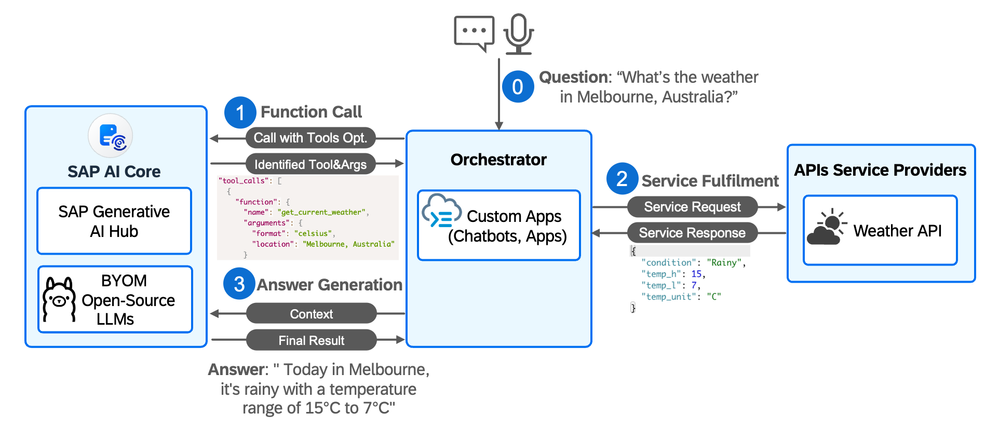 0
Question: “What’s the weather
in Melbourne, Australia?”
1
Function Call
Call with Tools Opt.
Identified Tool&Args
"tool_calls": [
{
"function": {
"name": "get_current_weather",
"arguments": {
"format": "celsius",
"location": "Melbourne, Australia"
}
SAP AI Core
SAP Generative
AI Hub
BYOM
Open-Source
LLMs
Orchestrator
Custom Apps
(Chatbots, Apps)
2
Service Fulfilment
Service Request
Service Response
{
"condition": "Rainy",
"temp_h": 15,
"temp_l": 7,
"temp_unit": "C"
}
APIs Service Providers
Weather API
3
Answer Generation
Context
Final Result
Answer: " Today in Melbourne,
it's rainy with a temperature
range of 15°C to 7°C"